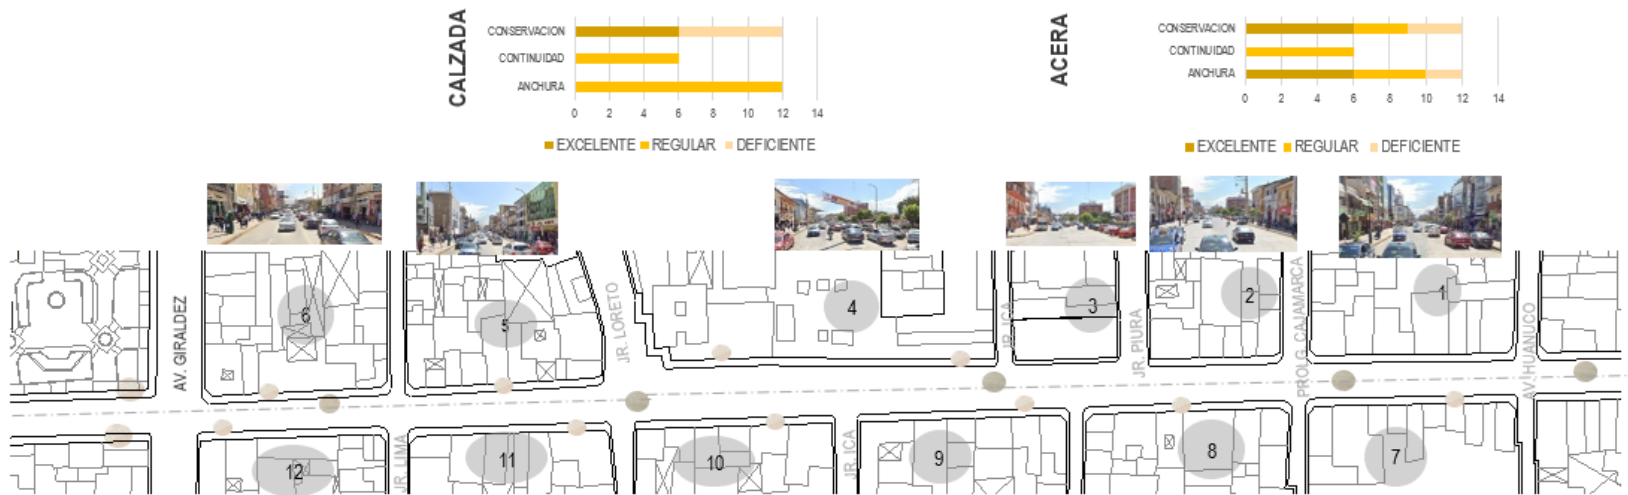 CALZADA
CONSERVACION
CONTINUIDAD
ANCHURA
0 2 4 6 8 10 12 14
EXCELENTE REGULAR DEFICIENTE
ACERA
CONSERVACION
CONTINUIDAD
ANCHURA
0 2 4 6 8 10 12 14
EXCELENTE REGULAR DEFICIENTE
AV. GIRALDEZ
6
5
JR. LORETO
4
JR. ICA
3
JR. PIURA
2
PROLG. CAJAMARCA
1
AV. HUANUCO
12
JR. LIMA
11
10
JR. ICA
9
8
7